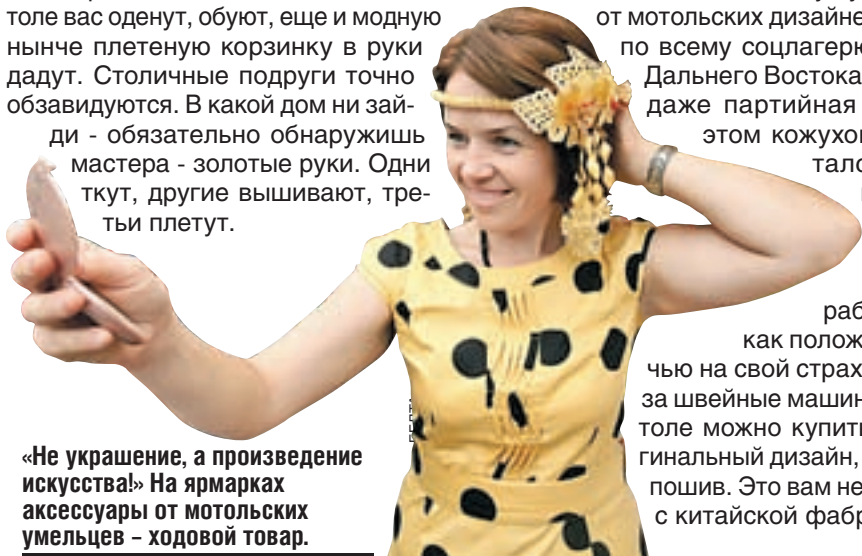 толе вас оденут, обуют, еще и модную
нынче плетеную корзинку в руки
дадут. Столичные подруги точно
обзавидуются. В какой дом ни зай-
ди - обязательно обнаружишь
мастера - золотые руки. Одни
ткут, другие вышивают, тре-
тьи плетут.
«Не украшение, а произведение
искусства!» На ярмарках
аксессуары от мотольских
умельцев – ходовой товар.
от мотольских дизайне
по всему соцлагерю
Дальнего Востока
даже партийная
этом кожухо
тало
раб
как полож
чью на свой страх
за швейные машин
толе можно купит
гинальный дизайн,
пошив. Это вам не
с китайской фабр